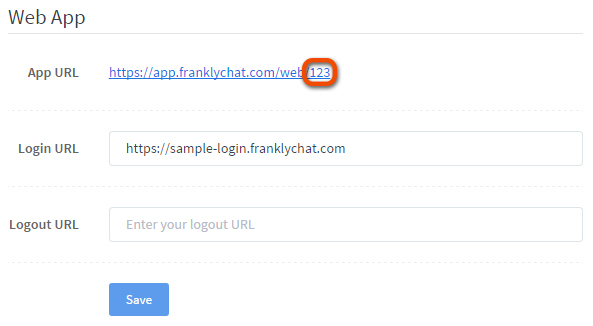 Web App
App URL https://app.franklychat.com/web/123
Login URL https://sample-login.franklychat.com
Logout URL Enter your logout URL
Save